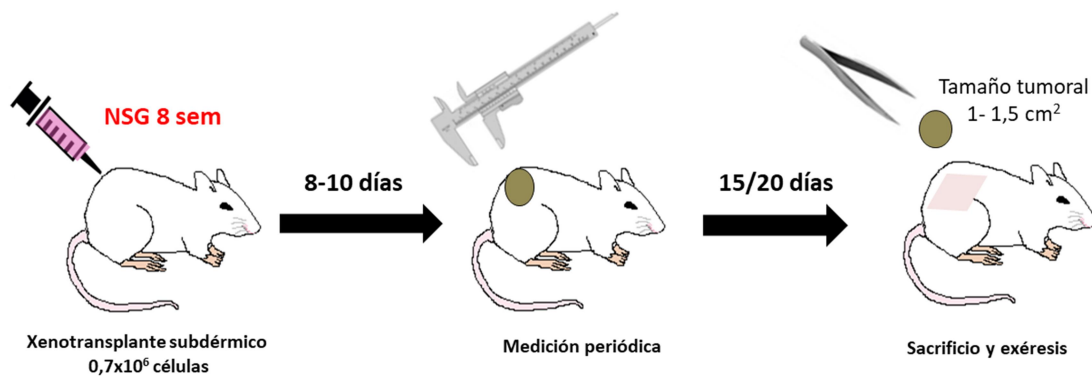 NSG 8 sem
8-10 días
15/20 días
Tamaño tumoral
1- 1,5 cm²
Xenotransplante subdérmico
0,7x10⁶ células
Medición periódica
Sacrificio y exéresis